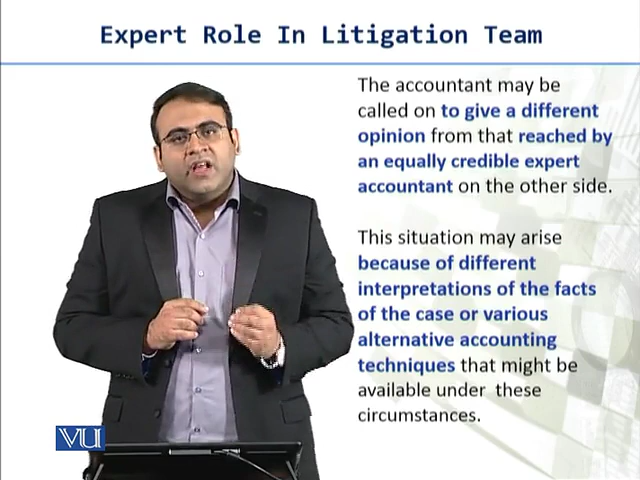 Expert Role In Litigation Team
The accountant may be
called on to give a different
opinion from that reached by
an equally credible expert
accountant on the other side.
This situation may arise
because of different
interpretations of the facts
of the case or various
alternative accounting
techniques that might be
available under these
circumstances.
VU